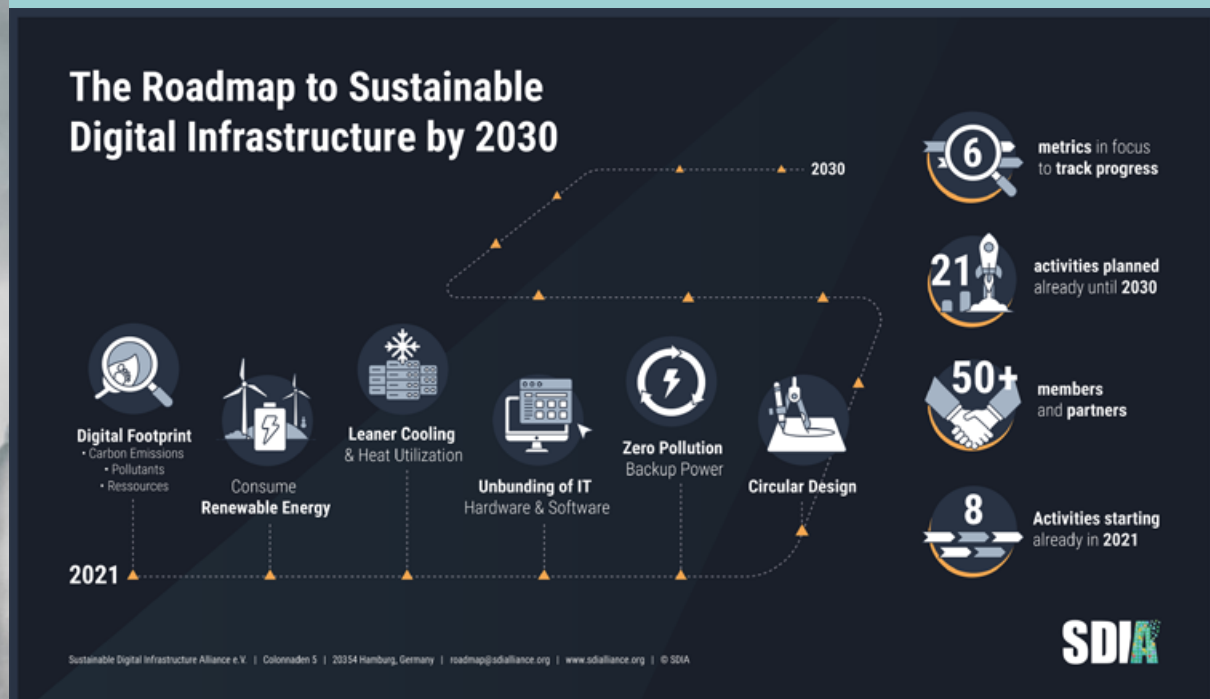 The Roadmap to Sustainable
Digital Infrastructure by 2030
2030
6
metrics in focus
to track progress
21
activities planned
already until 2030
50+
members
and partners
8
Activities starting
already in 2021
Digital Footprint
• Carbon Emissions
• Pollutants
• Ressources
Consume
Renewable Energy
Leaner Cooling
& Heat Utilization
Unbunding of IT
Hardware & Software
Zero Pollution
Backup Power
Circular Design
2021
Sustainable Digital Infrastructure Alliance e.V. | Colonnaden 5 | 20354 Hamburg, Germany | roadmap@sdialliance.org | www.sdialliance.org | © SDIA
SDIA